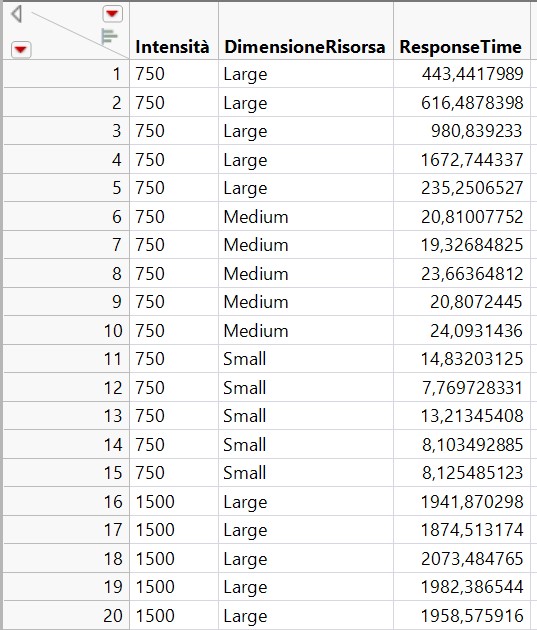 Intensità DimensioneRisorsa ResponseTime
1 750 Large 443,4417989
2 750 Large 616,4878398
3 750 Large 980,839233
4 750 Large 1672,744337
5 750 Large 235,2506527
6 750 Medium 20,81007752
7 750 Medium 19,32684825
8 750 Medium 23,66364812
9 750 Medium 20,8072445
10 750 Medium 24,0931436
11 750 Small 14,83203125
12 750 Small 7,769728331
13 750 Small 13,21345408
14 750 Small 8,103492885
15 750 Small 8,125485123
16 1500 Large 1941,870298
17 1500 Large 1874,513174
18 1500 Large 2073,484765
19 1500 Large 1982,386544
20 1500 Large 1958,575916